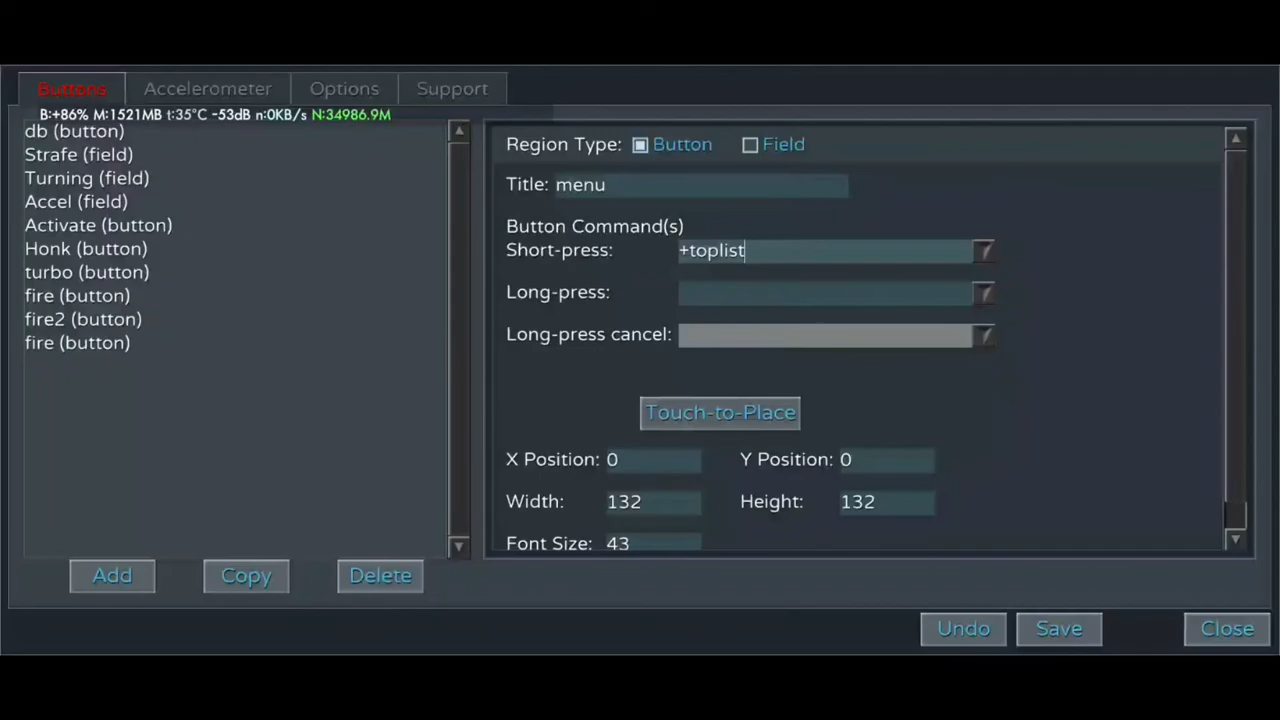 Buttons Accelerometer Options Support
B:+86% M:1521MB t:35°C -53dB n:0KB/s N:34986.9M
db (button)
Strafe (field)
Turning (field)
Accel (field)
Activate (button)
Honk (button)
turbo (button)
fire (button)
fire2 (button)
fire (button)
Add Copy Delete
Region Type: Button Field
Title: menu
Button Command(s)
Short-press: +toplist
Long-press:
Long-press cancel:
Touch-to-Place
X Position: 0 Y Position: 0
Width: 132 Height: 132
Font Size: 43
Undo Save Close